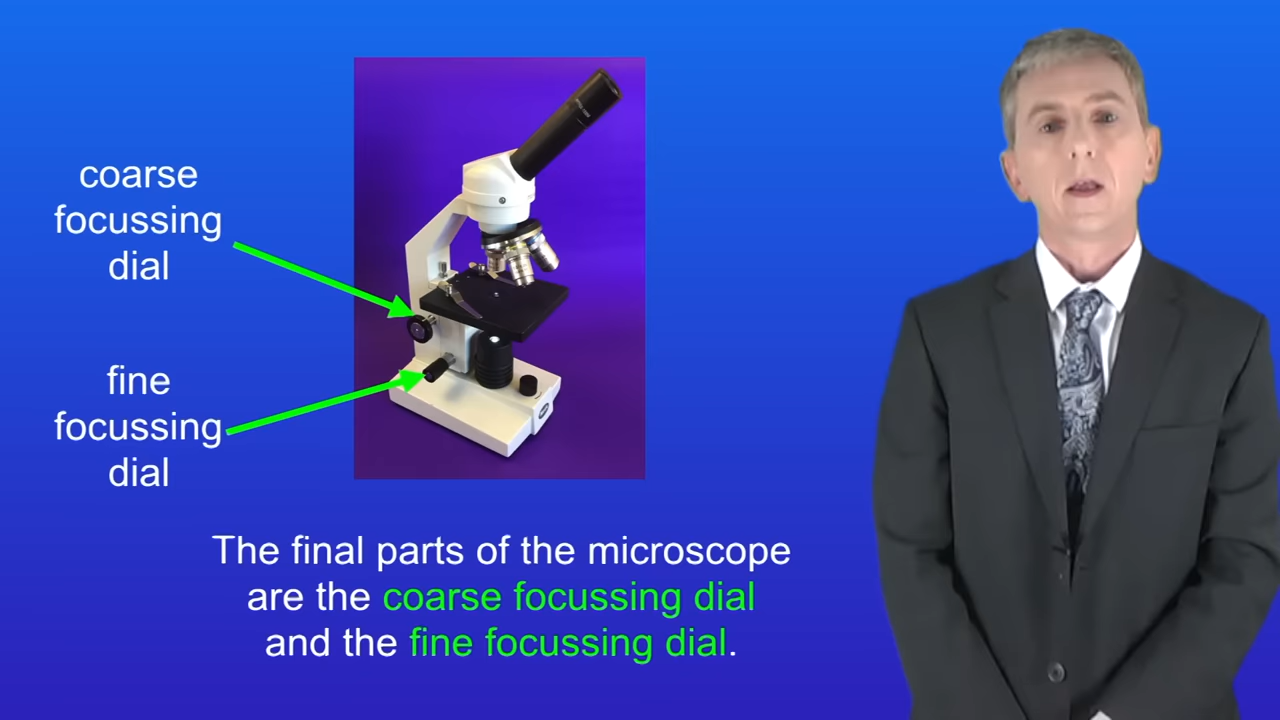 coarse
focussing
dial
fine
focussing
dial
The final parts of the microscope
are the coarse focussing dial
and the fine focussing dial.